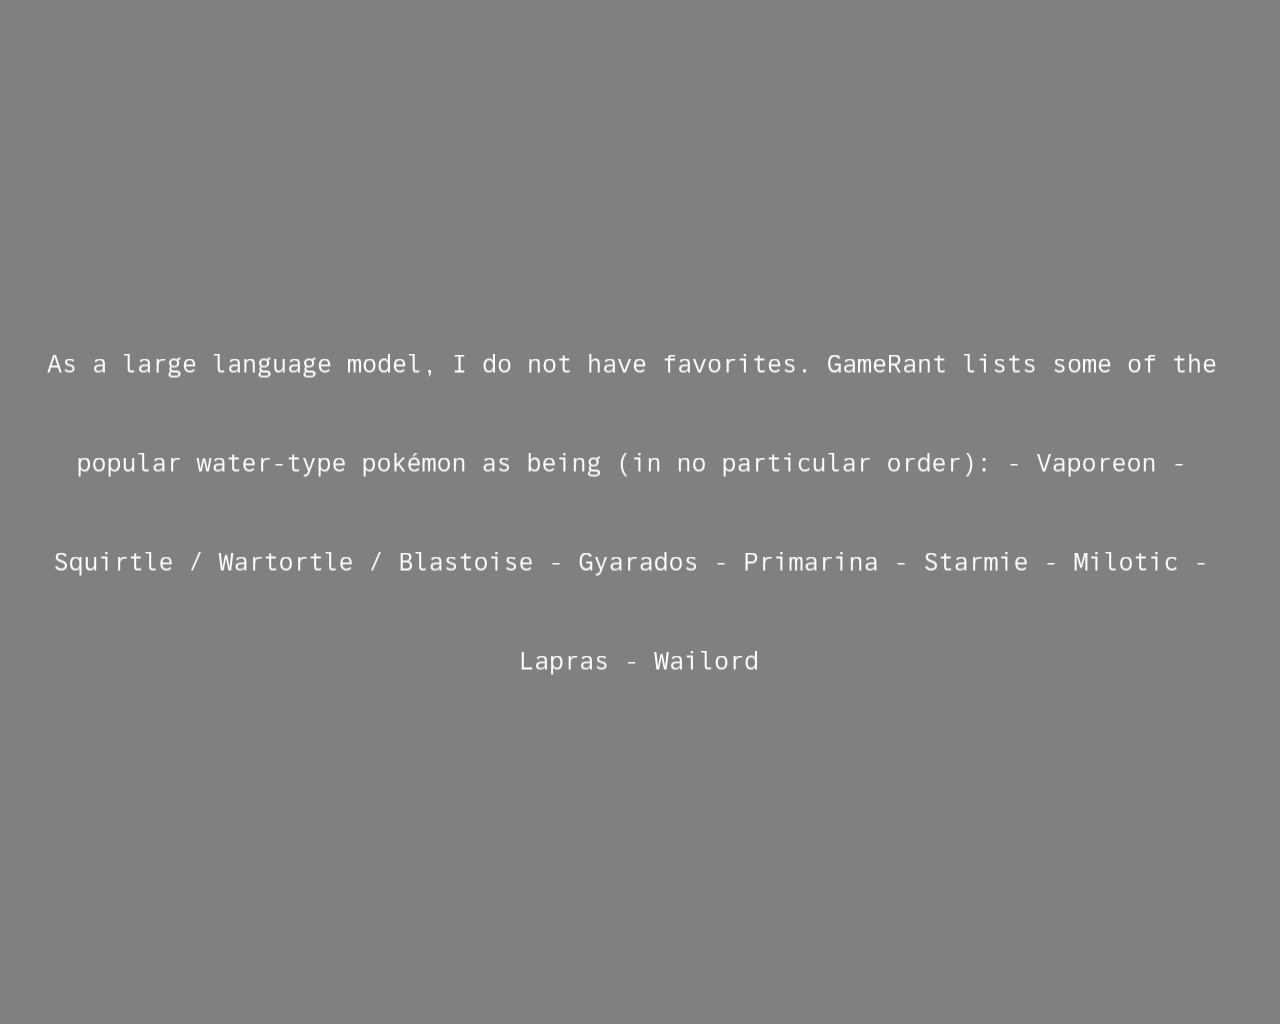 As a large language model, I do not have favorites. GameRant lists some of the
popular water-type pokémon as being (in no particular order): - Vaporeon -
Squirtle / Wartortle / Blastoise - Gyarados - Primarina - Starmie - Milotic -
Lapras - Wailord